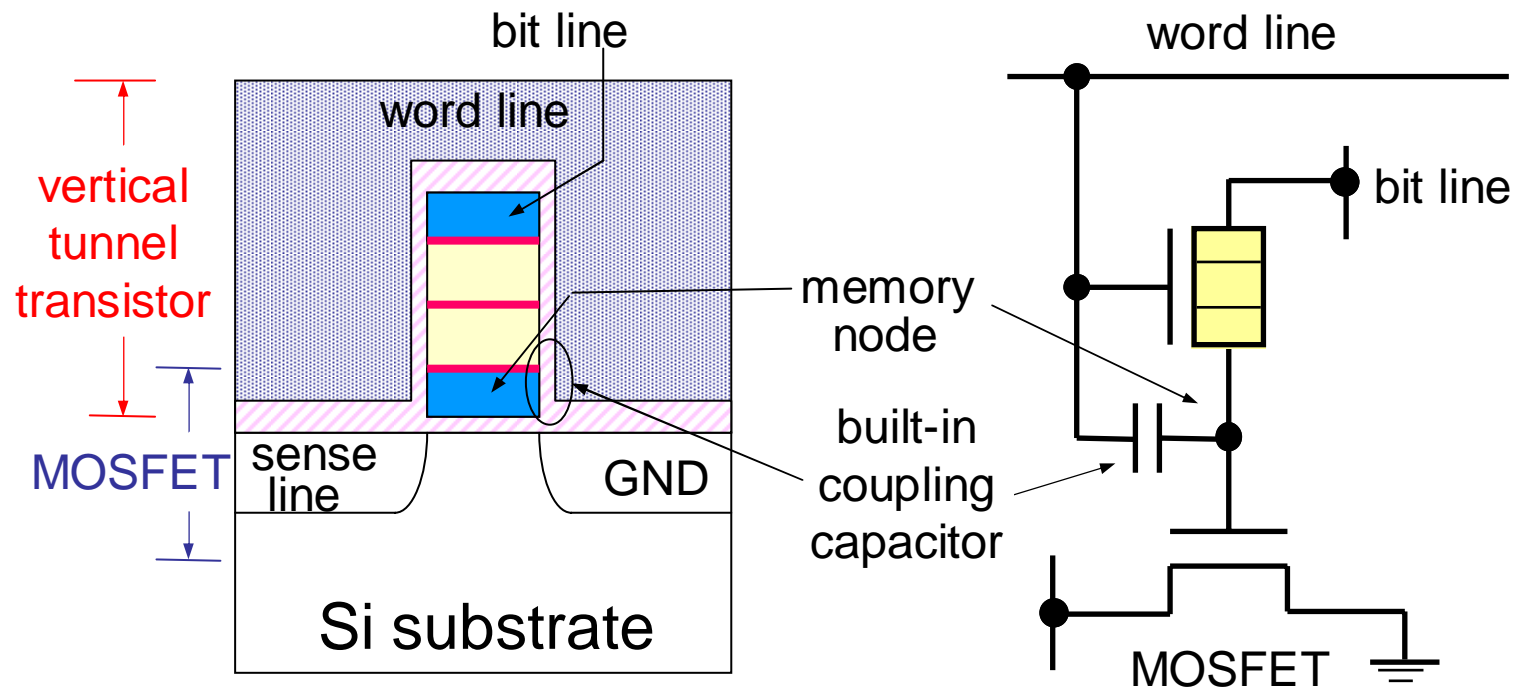 bit line
word line
vertical
tunnel
transistor
MOSFET
sense
line
GND
Si substrate
memory
node
built-in
coupling
capacitor
word line
bit line
MOSFET